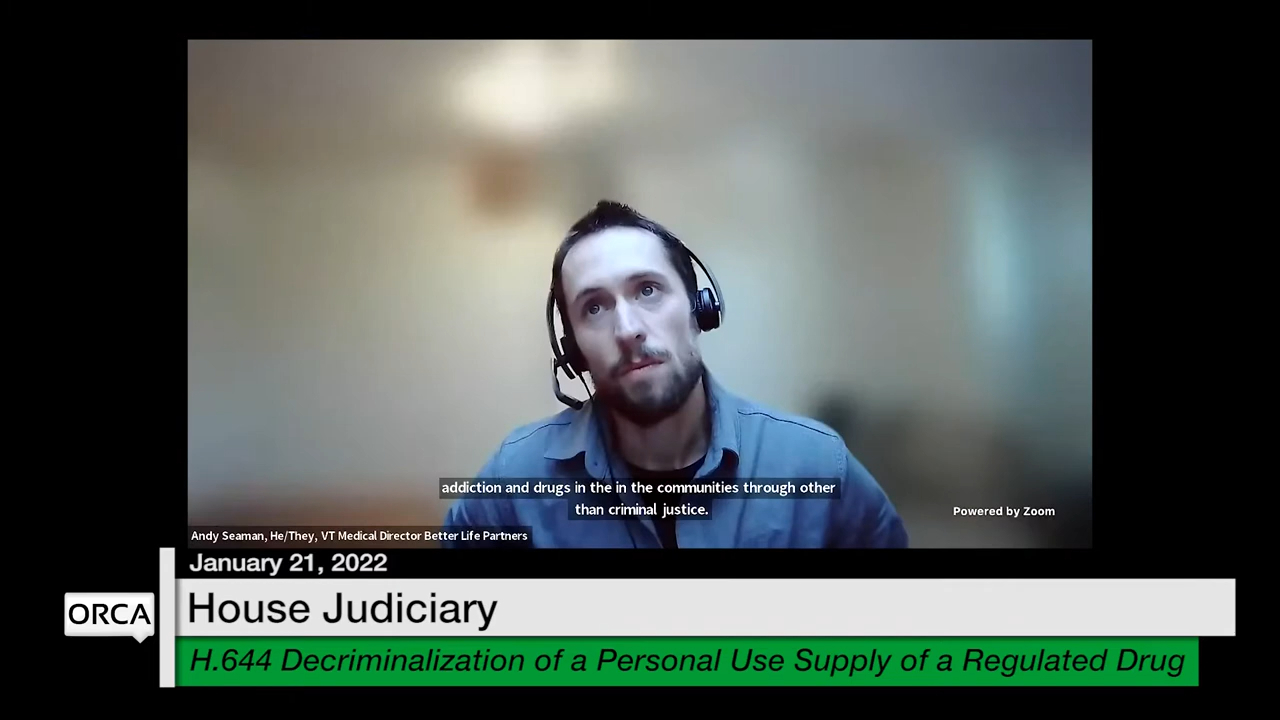 addiction and drugs in the in the communities through other
than criminal justice.
Powered by Zoom
Andy Seaman, He/They, VT Medical Director Better Life Partners
January 21, 2022
ORCA
House Judiciary
H.644 Decriminalization of a Personal Use Supply of a Regulated Drug